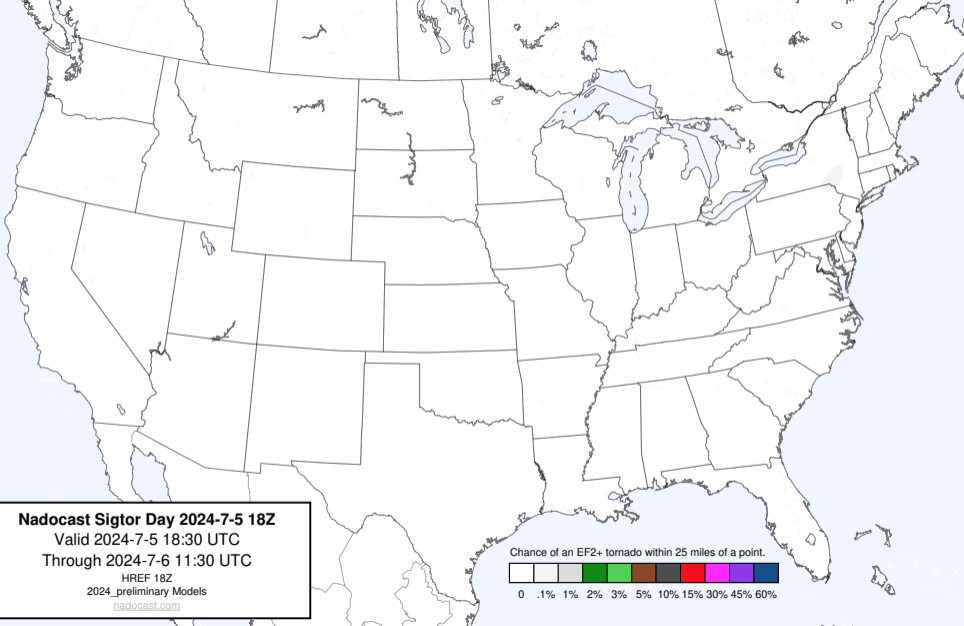 Nadocast Sigtor Day 2024-7-5 18Z
Valid 2024-7-5 18:30 UTC
Through 2024-7-6 11:30 UTC
HREF 18Z
2024_preliminary Models
nadocast.com
Chance of an EF2+ tornado within 25 miles of a point.
0 .1% 1% 2% 3% 5% 10% 15% 30% 45% 60%